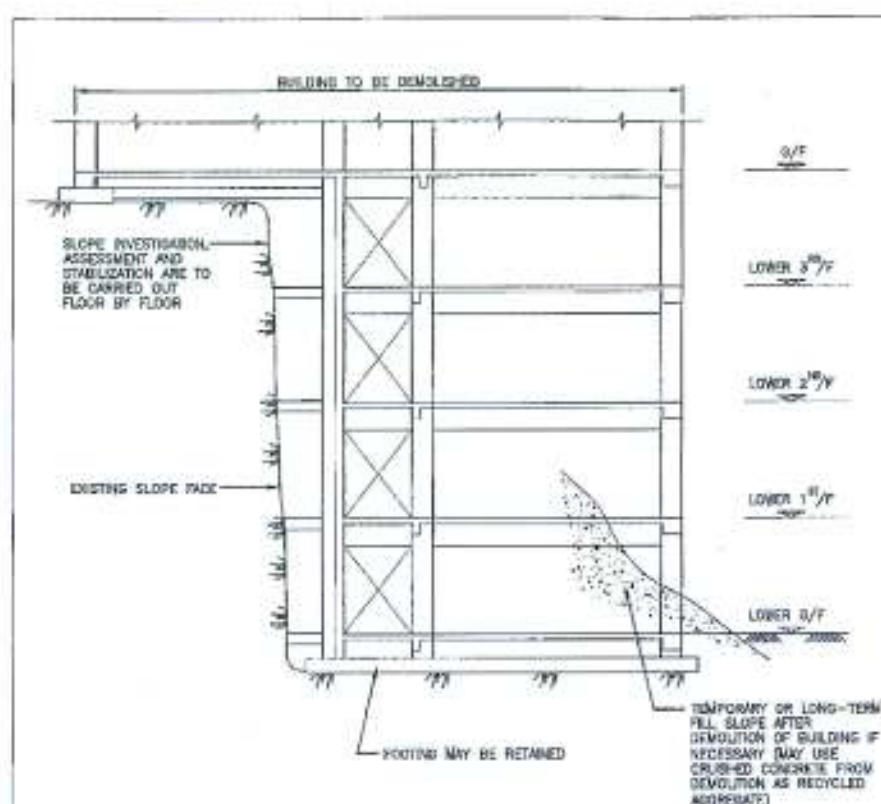 BUILDING TO BE DEMOLISHED
G/F
SLOPE INVESTIGATION,
ASSESSMENT AND
STABILIZATION ARE TO
BE CARRIED OUT
FLOOR BY FLOOR
LOWER 3RD/F
LOWER 2ND/F
EXISTING SLOPE FACE
LOWER 1ST/F
LOWER G/F
FOOTING MAY BE RETAINED
TEMPORARY OR LONG-TERM
FILL SLOPE AFTER
DEMOLITION OF BUILDING IF
NECESSARY (MAY USE
CRUSHED CONCRETE FROM
DEMOLITION AS RECYCLED
AGGREGATE)